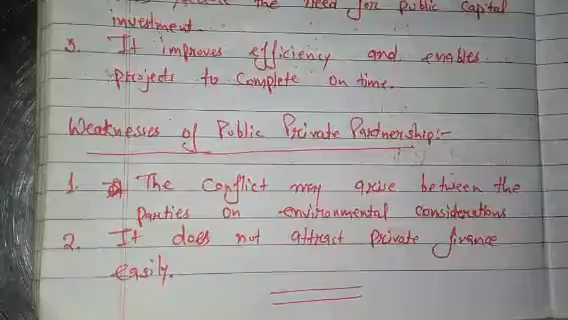 the need for public capital
investment.
3. It improves efficiency and enables
projects to complete on time.
Weaknesses of Public Private Partnership:-
1. The conflict may arise between the
parties on environmental considerations
2. It does not attract private finance
easily.